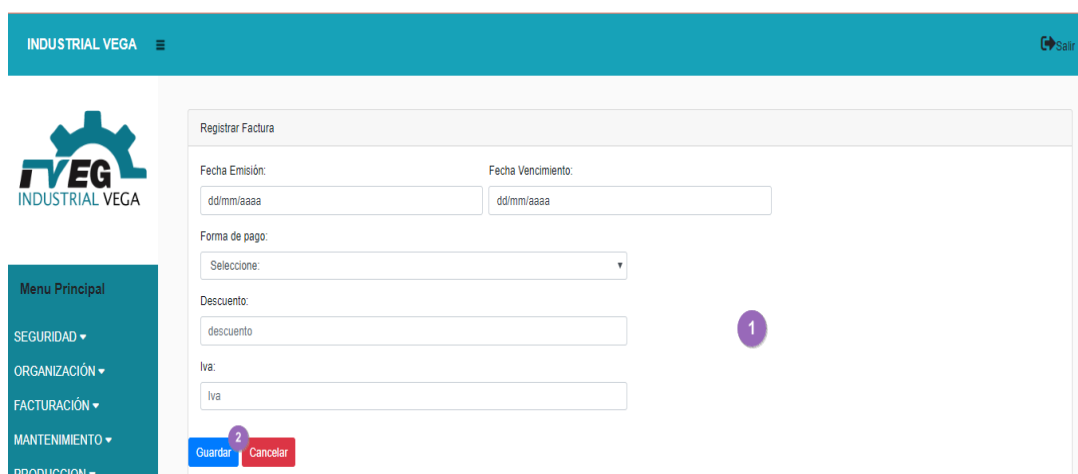 INDUSTRIAL VEGA
Salir
IVEG
INDUSTRIAL VEGA
Menu Principal
SEGURIDAD
ORGANIZACIÓN
FACTURACIÓN
MANTENIMIENTO
PRODUCCION
Registrar Factura
Fecha Emisión: Fecha Vencimiento:
dd/mm/aaaa dd/mm/aaaa
Forma de pago:
Seleccione:
Descuento:
descuento
1
Iva:
Iva
2
Guardar Cancelar